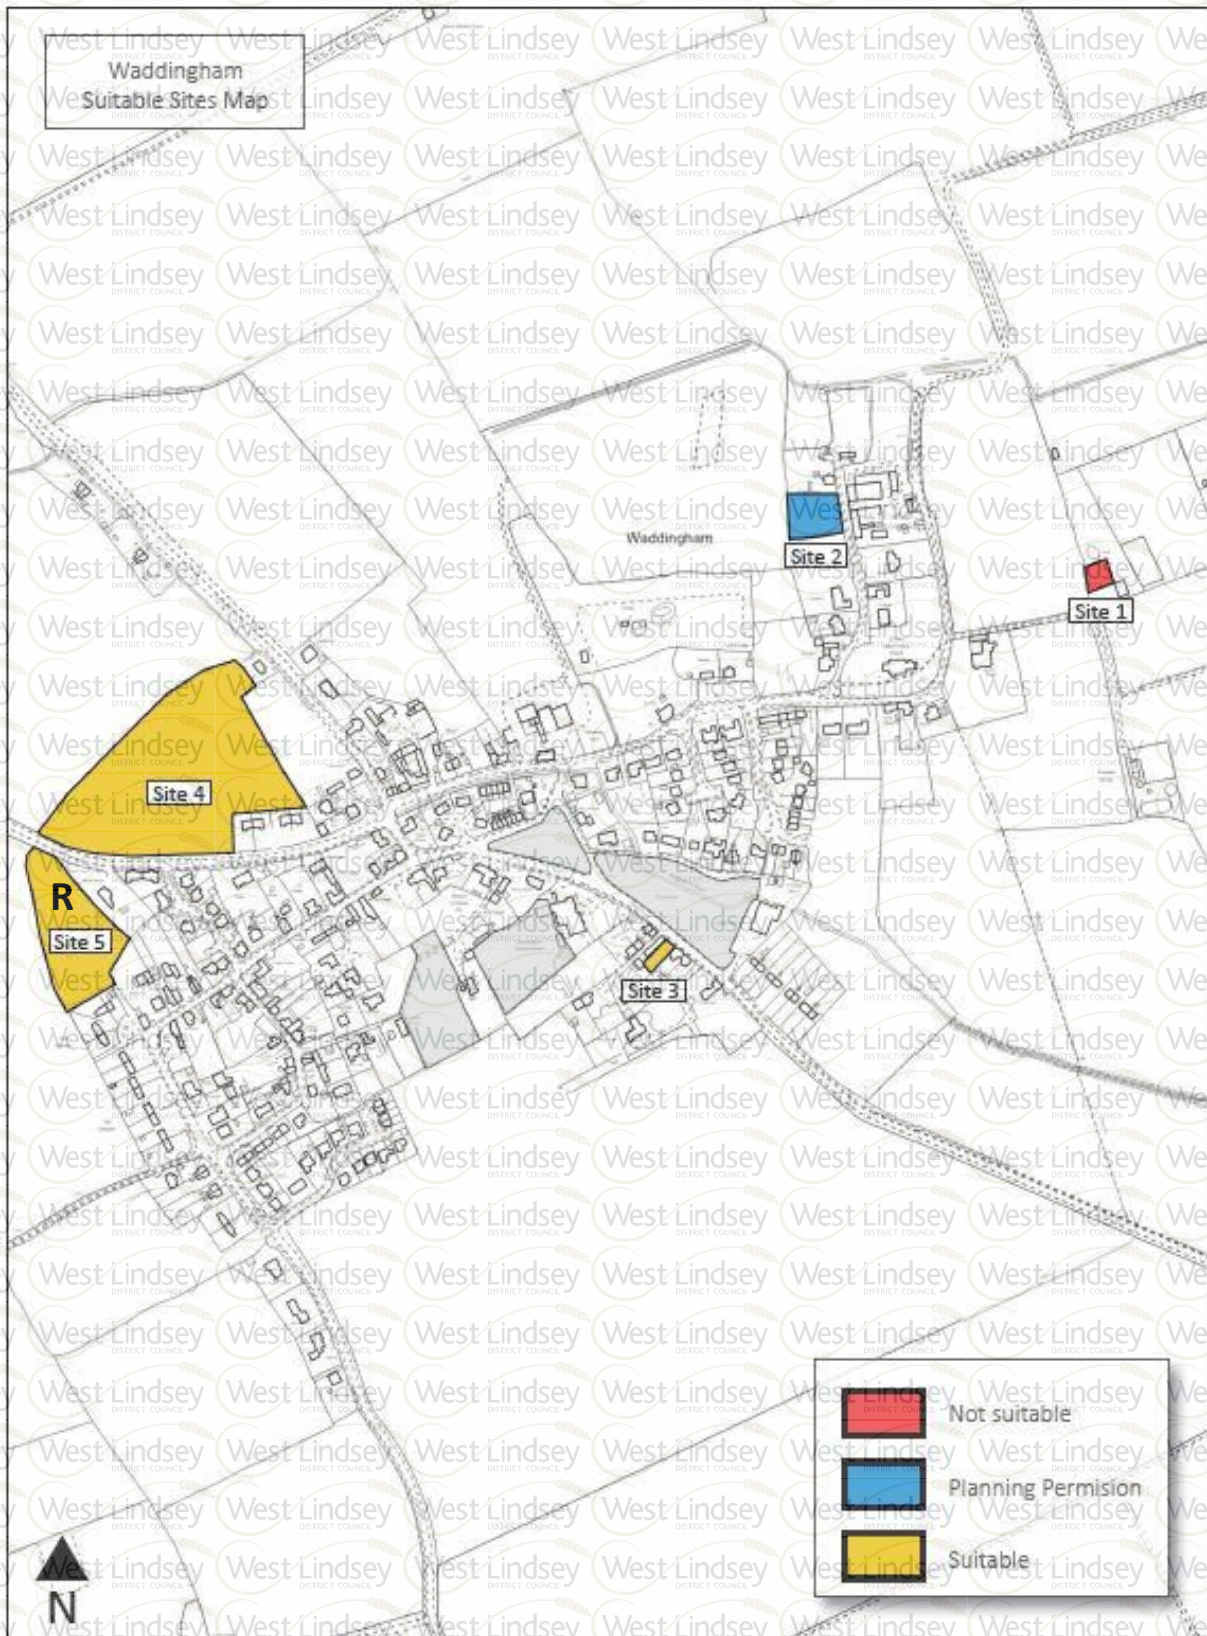 Waddingham
Suitable Sites Map
West Lindsey
DISTRICT COUNCIL
Waddingham
Site 2
Site 1
Site 4
R
Site 5
Site 3
Not suitable
Planning Permision
Suitable
N